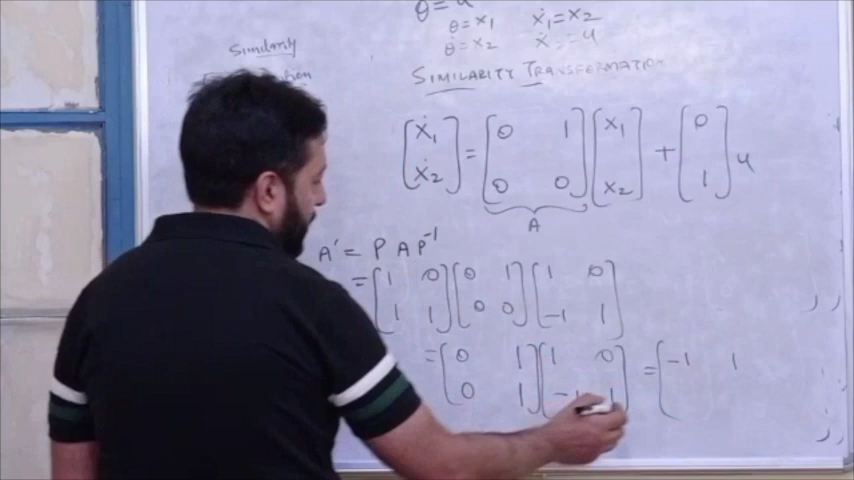 θ = x₁ ẋ₁ = x₂
θ̇ = x₂ ẋ = u
Similarity
SIMILARITY TRANSFORMATION
[ẋ₁ ẋ₂] = [0 1; 0 0] [x₁ x₂] + [0 1] u
A
A' = P A P⁻¹
= [1 0; 1 1] [0 1; 0 0] [1 0; -1 1]
= [0 1; 0 1] [1 0; -1 1] = [-1 1